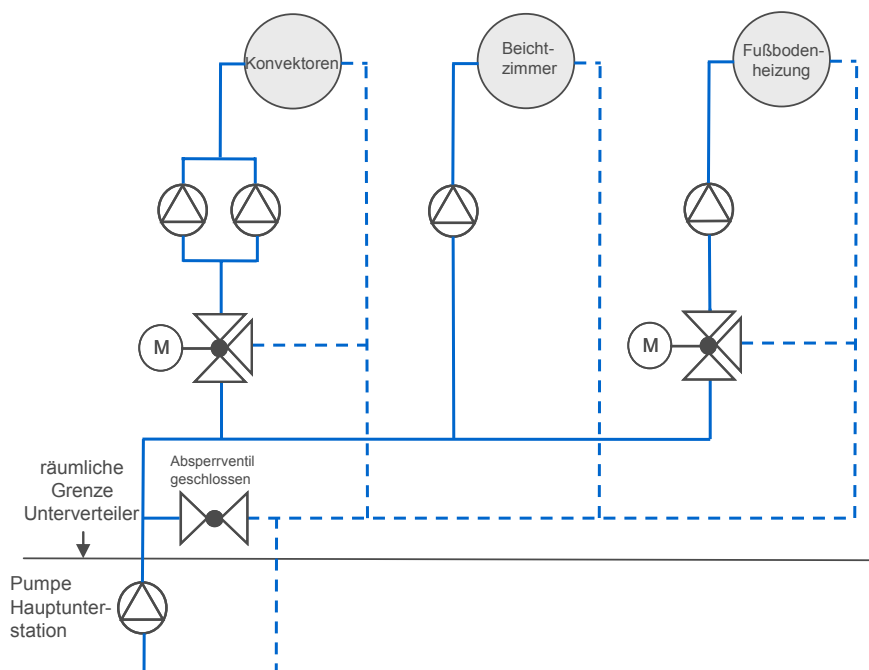 Konvektoren
Beicht-
zimmer
Fußboden-
heizung
M
M
Absperrventil
geschlossen
räumliche
Grenze
Unterverteiler
Pumpe
Hauptunter-
station